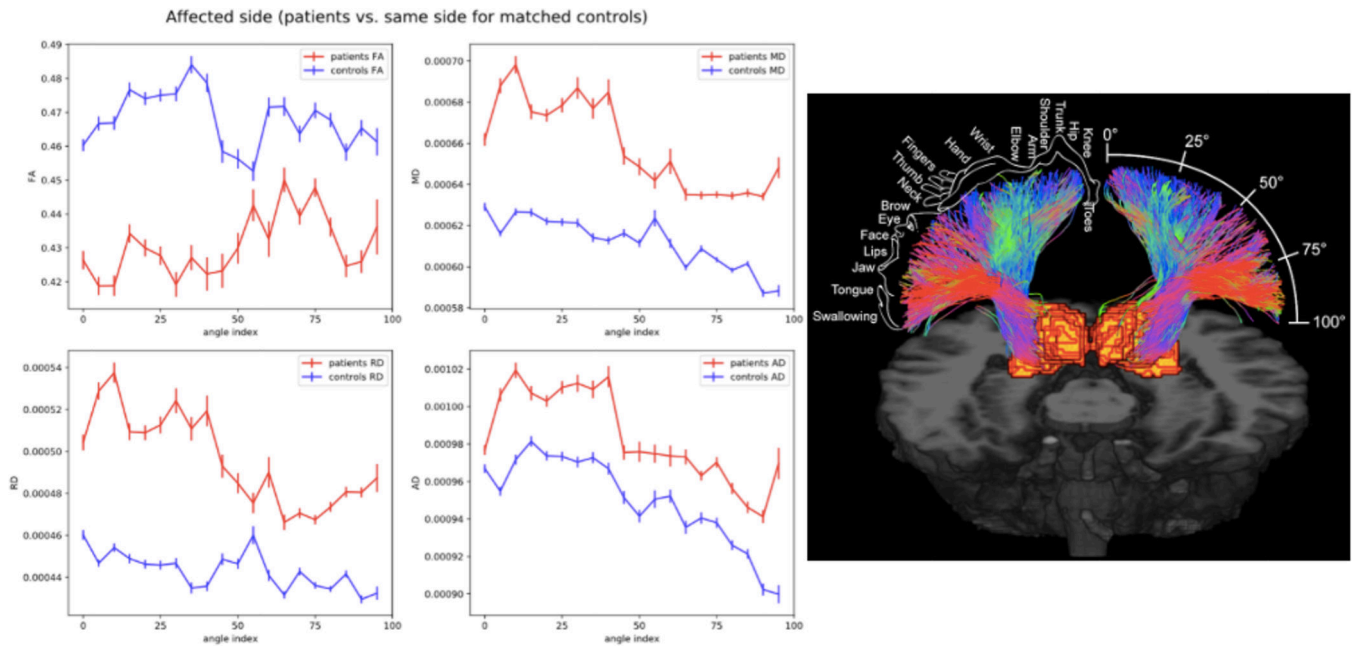 Affected side (patients vs. same side for matched controls)
0.49
0.48
0.47
0.46
0.45
0.44
0.43
0.42
FA
patients FA
controls FA
0
25
50
75
100
angle index
0.00070
0.00068
0.00066
0.00064
0.00062
0.00060
0.00058
MD
patients MD
controls MD
0
25
50
75
100
angle index
0.00054
0.00052
0.00050
0.00048
0.00046
0.00044
RD
patients RD
controls RD
0
25
50
75
100
angle index
0.00102
0.00100
0.00098
0.00096
0.00094
0.00092
0.00090
AD
patients AD
controls AD
0
25
50
75
100
angle index
Swallowing
Tongue
Jaw
Lips
Face
Eye
Brow
Neck
Thumb
Fingers
Hand
Wrist
Elbow
Arm
Shoulder
Trunk
Hip
Knee
Toes
0°
25°
50°
75°
100°